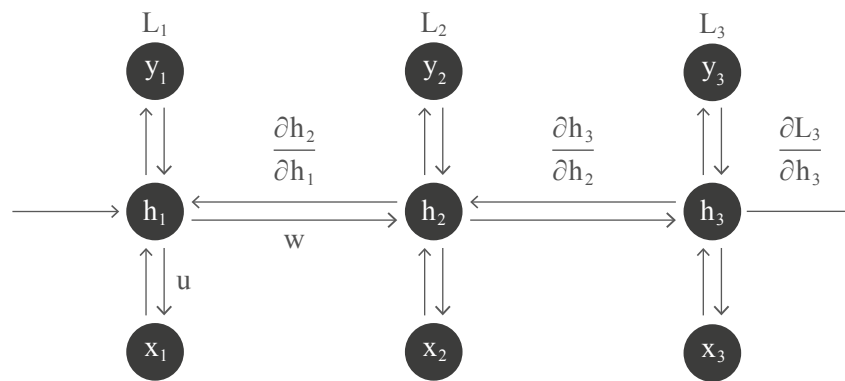 L₁ L₂ L₃
y₁ y₂ y₃
∂h₂/∂h₁ ∂h₃/∂h₂ ∂L₃/∂h₃
h₁ h₂ h₃
w
u
x₁ x₂ x₃